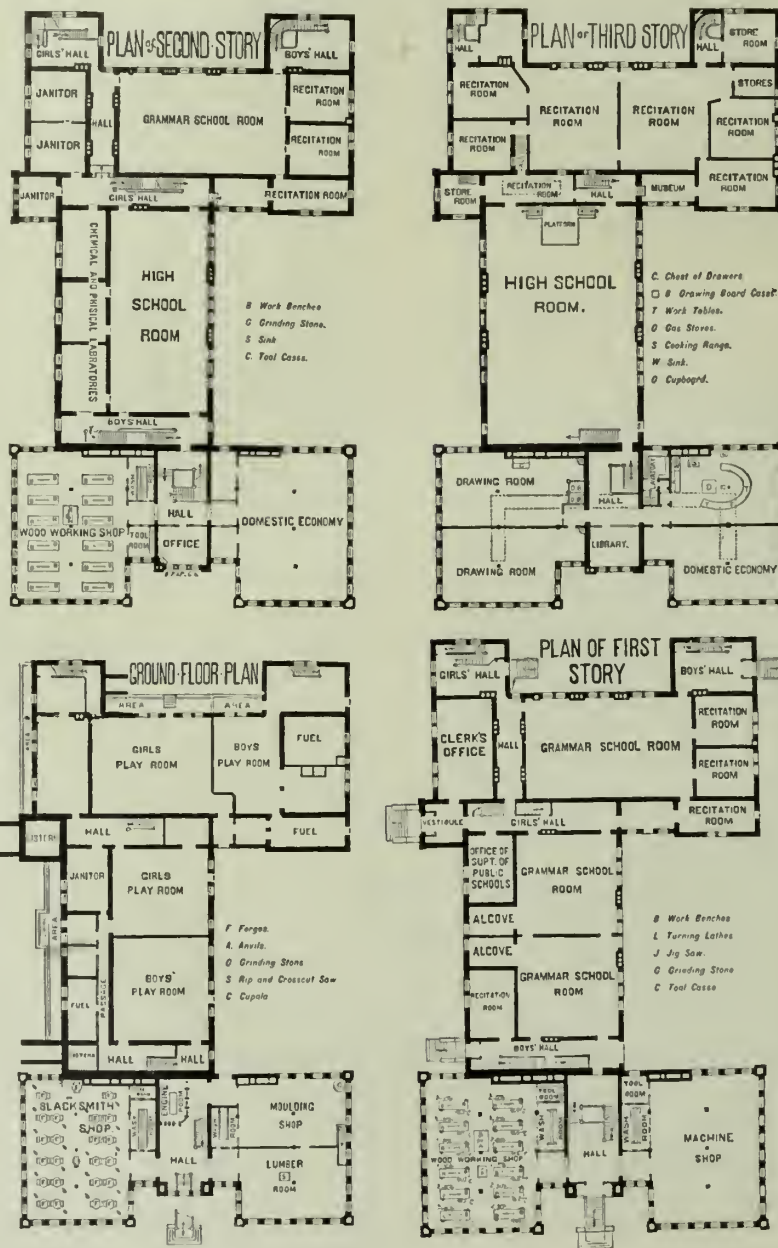 PLAN of SECOND STORY
GIRLS' HALL
BOYS' HALL
JANITOR
HALL
GRAMMAR SCHOOL ROOM
RECITATION
ROOM
JANITOR
RECITATION
ROOM
JANITOR
GIRLS' HALL
RECITATION ROOM
CHEMICAL AND PHISICAL LABRATORIES
HIGH
SCHOOL
ROOM
B Work Benches
G Grinding Stone.
S Sink
C. Tool Cases.
BOYS' HALL
WOOD WORKING SHOP
WASH
TOOL
ROOM
HALL
OFFICE
DOMESTIC ECONOMY
PLAN of THIRD STORY
HALL
HALL
STORE
ROOM
STORES
RECITATION
ROOM
RECITATION
ROOM
RECITATION
ROOM
RECITATION
ROOM
RECITATION
ROOM
RECITATION
ROOM
STORE
ROOM
RECITATION
ROOM
HALL
MUSEUM
PLATFORM
HIGH SCHOOL
ROOM.
C. Chest of Drawers
B Drawing Board Cases.
T Work Tables.
O Gas Stoves.
S Cooking Range.
W Sink.
O Cupboard.
DRAWING ROOM
HALL
LAVATORY
LIBRARY.
DRAWING ROOM
DOMESTIC ECONOMY
GROUND FLOOR PLAN
AREA
AREA
AREA
GIRLS
PLAY ROOM
BOYS
PLAY ROOM
FUEL
FUEL
HALL
JANITOR
GIRLS
PLAY ROOM
AREA
FUEL
PASSAGE
BOYS'
PLAY ROOM
F Forges.
A. Anvils.
O Grinding Stone
S Rip and Crosscut Saw
C Cupola
HALL
HALL
BLACKSMITH
SHOP
WASH
ROOM
ENGINE
ROOM
WASH
ROOM
HALL
MOULDING
SHOP
LUMBER
S
ROOM
PLAN OF FIRST
STORY
GIRLS' HALL
BOYS' HALL
CLERK'S
OFFICE
HALL
GRAMMAR SCHOOL ROOM
RECITATION
ROOM
RECITATION
ROOM
RECITATION
ROOM
VESTIBULE
GIRLS' HALL
OFFICE OF
SUPT. OF
PUBLIC
SCHOOLS
GRAMMAR SCHOOL
ROOM
ALCOVE
ALCOVE
GRAMMAR SCHOOL
ROOM
RECITATION
ROOM
B Work Benches
L Turning Lathes
J Jig Saw.
G Grinding Stone
C Tool Case
BOYS' HALL
WOOD WORKING SHOP
TOOL
ROOM
WASH
ROOM
HALL
TOOL
ROOM
WASH
ROOM
MACHINE
SHOP